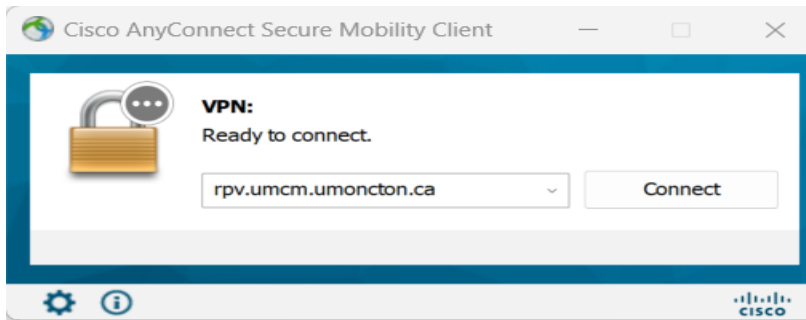 Cisco AnyConnect Secure Mobility Client
VPN:
Ready to connect.
rpv.umcm.umoncton.ca
Connect
CISCO